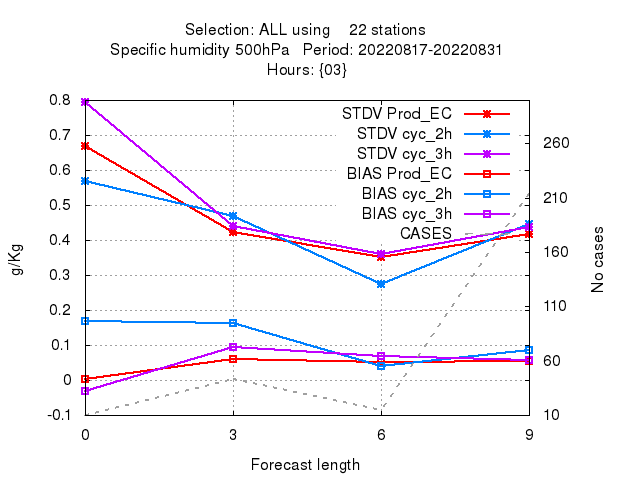 Selection: ALL using    22 stations
Specific humidity 500hPa   Period: 20220817-20220831
Hours: {03}
STDV Prod_EC
STDV cyc_2h
STDV cyc_3h
BIAS Prod_EC
BIAS cyc_2h
BIAS cyc_3h
CASES
0.8
0.7
0.6
0.5
0.4
0.3
0.2
0.1
0
-0.1
g/Kg
260
210
160
110
60
10
No cases
0 3 6 9
Forecast length